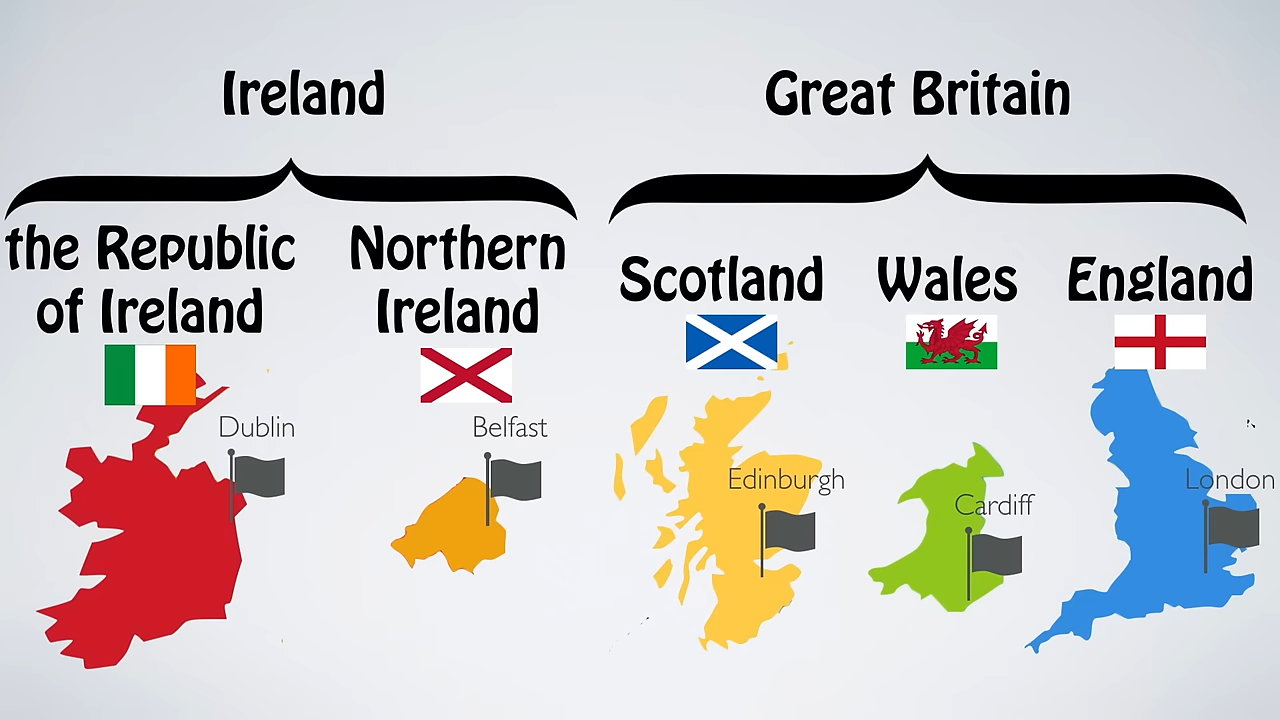 Ireland
Great Britain
the Republic
of Ireland
Northern
Ireland
Scotland
Wales
England
Dublin
Belfast
Edinburgh
Cardiff
London